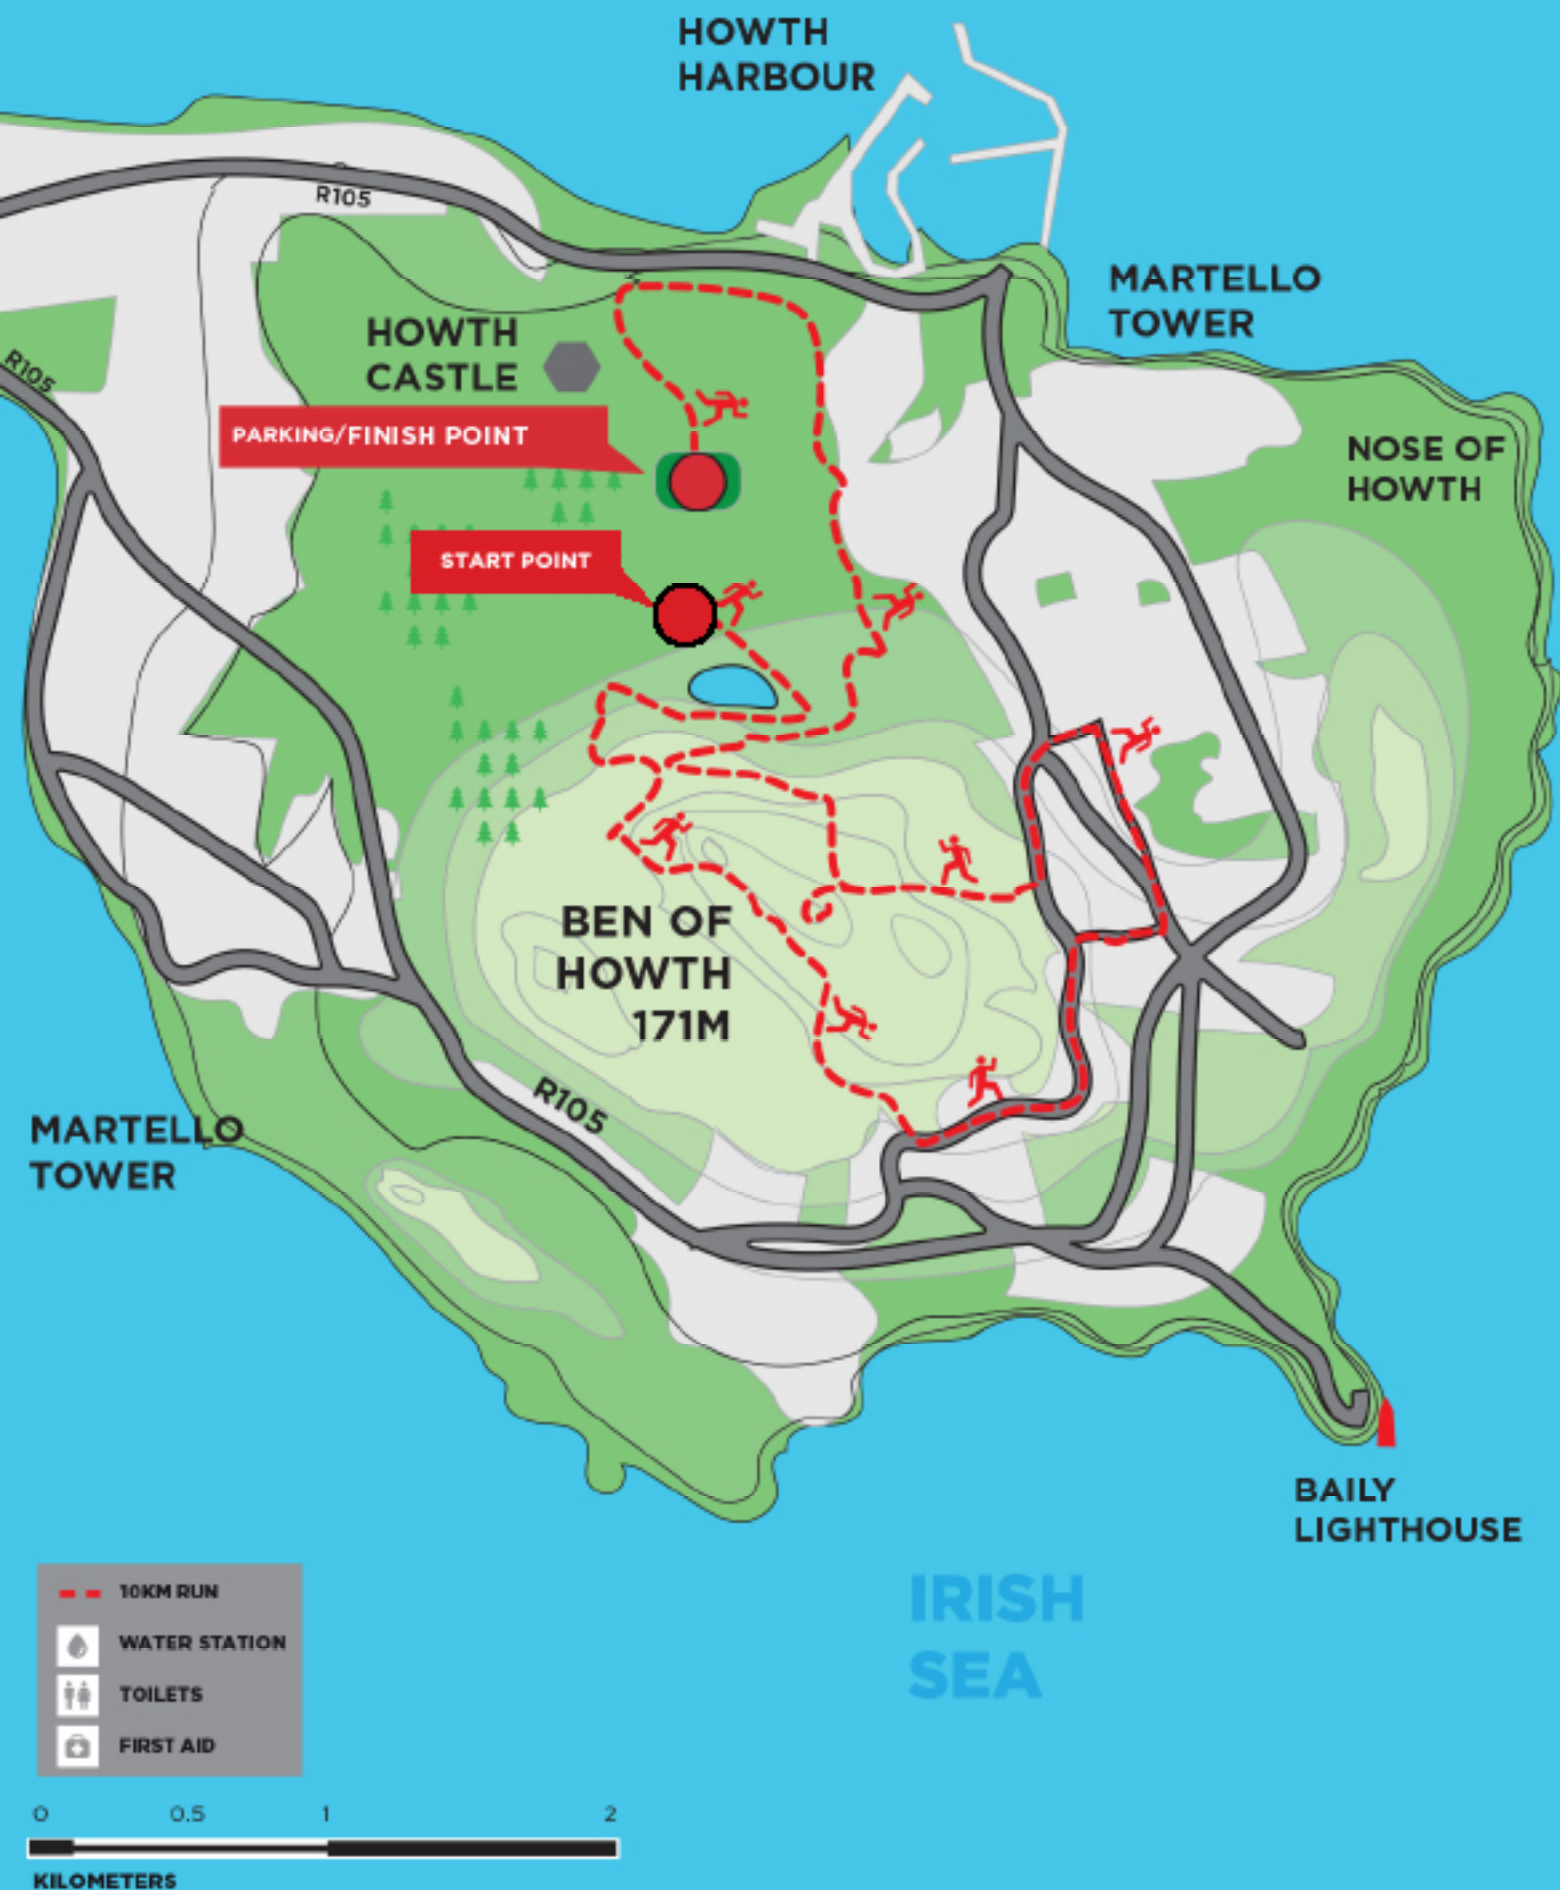 HOWTH
HARBOUR
R105
MARTELLO
TOWER
HOWTH
CASTLE
R105
PARKING/FINISH POINT
NOSE OF
HOWTH
START POINT
BEN OF
HOWTH
171M
R105
MARTELLO
TOWER
BAILY
LIGHTHOUSE
IRISH
SEA
10KM RUN
WATER STATION
TOILETS
FIRST AID
0 0.5 1 2
KILOMETERS